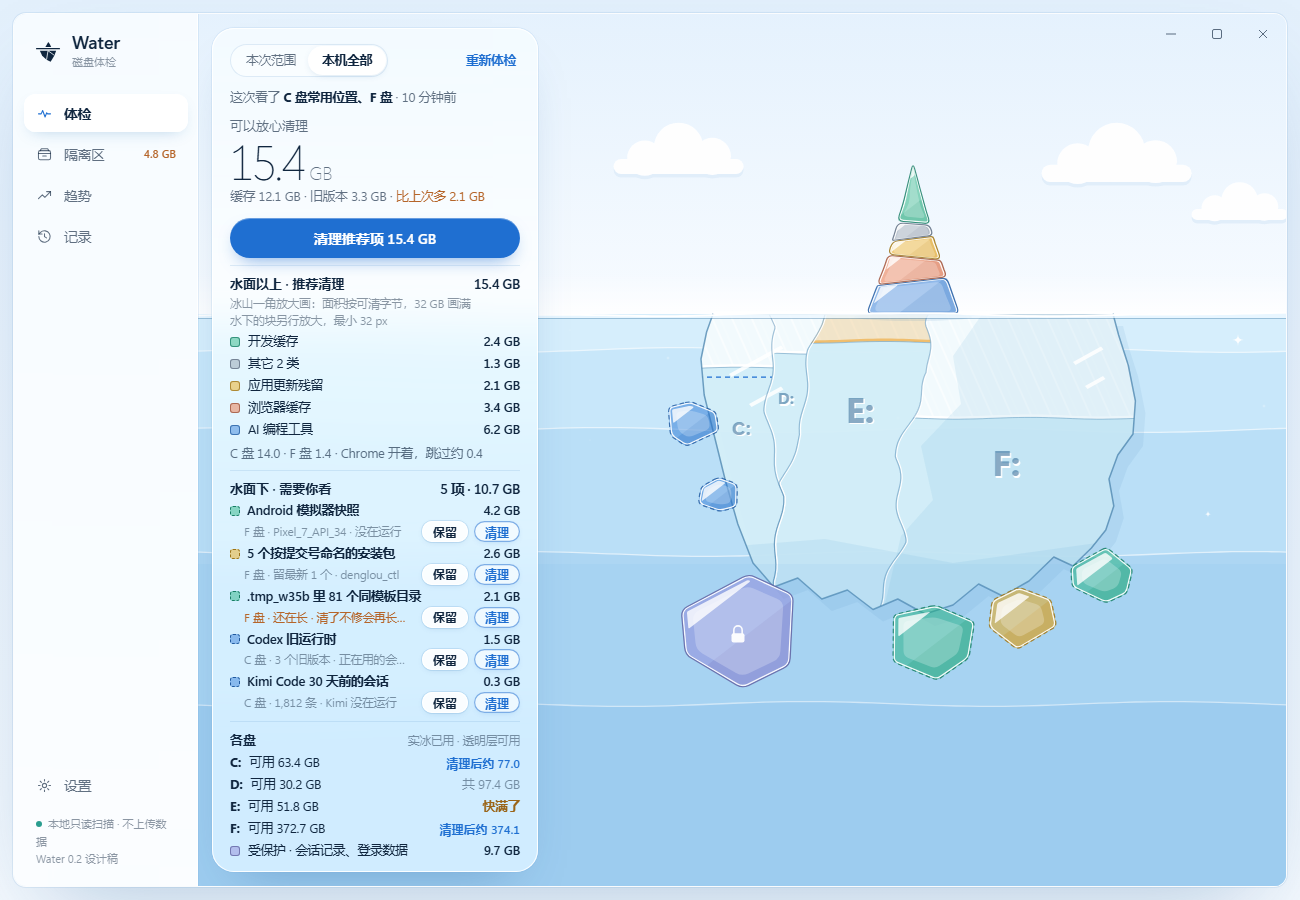 Water
磁盘体检
体检
隔离区 4.8 GB
趋势
记录
设置
本地只读扫描 · 不上传数
据
Water 0.2 设计稿
本次范围 本机全部 重新体检
这次看了 C 盘常用位置、F 盘 · 10 分钟前
可以放心清理
15.4 GB
缓存 12.1 GB · 旧版本 3.3 GB · 比上次多 2.1 GB
清理推荐项 15.4 GB
水面以上 · 推荐清理 15.4 GB
冰山一角放大画：面积按可清字节，32 GB 画满
水下的块另行放大，最小 32 px
开发缓存 2.4 GB
其它 2 类 1.3 GB
应用更新残留 2.1 GB
浏览器缓存 3.4 GB
AI 编程工具 6.2 GB
C 盘 14.0 · F 盘 1.4 · Chrome 开着，跳过约 0.4
水面下 · 需要你看 5 项 · 10.7 GB
Android 模拟器快照 4.2 GB
F 盘 · Pixel_7_API_34 · 没在运行 保留 清理
5 个按提交号命名的安装包 2.6 GB
F 盘 · 留最新 1 个 · denglou_ctl 保留 清理
.tmp_w35b 里 81 个同模板目录 2.1 GB
F 盘 · 还在长 · 清了不修会再长... 保留 清理
Codex 旧运行时 1.5 GB
C 盘 · 3 个旧版本 · 正在用的会... 保留 清理
Kimi Code 30 天前的会话 0.3 GB
C 盘 · 1,812 条 · Kimi 没在运行 保留 清理
各盘 实冰已用 · 透明层可用
C: 可用 63.4 GB 清理后约 77.0
D: 可用 30.2 GB 共 97.4 GB
E: 可用 51.8 GB 快满了
F: 可用 372.7 GB 清理后约 374.1
受保护 · 会话记录、登录数据 9.7 GB
C:
D:
E:
F: